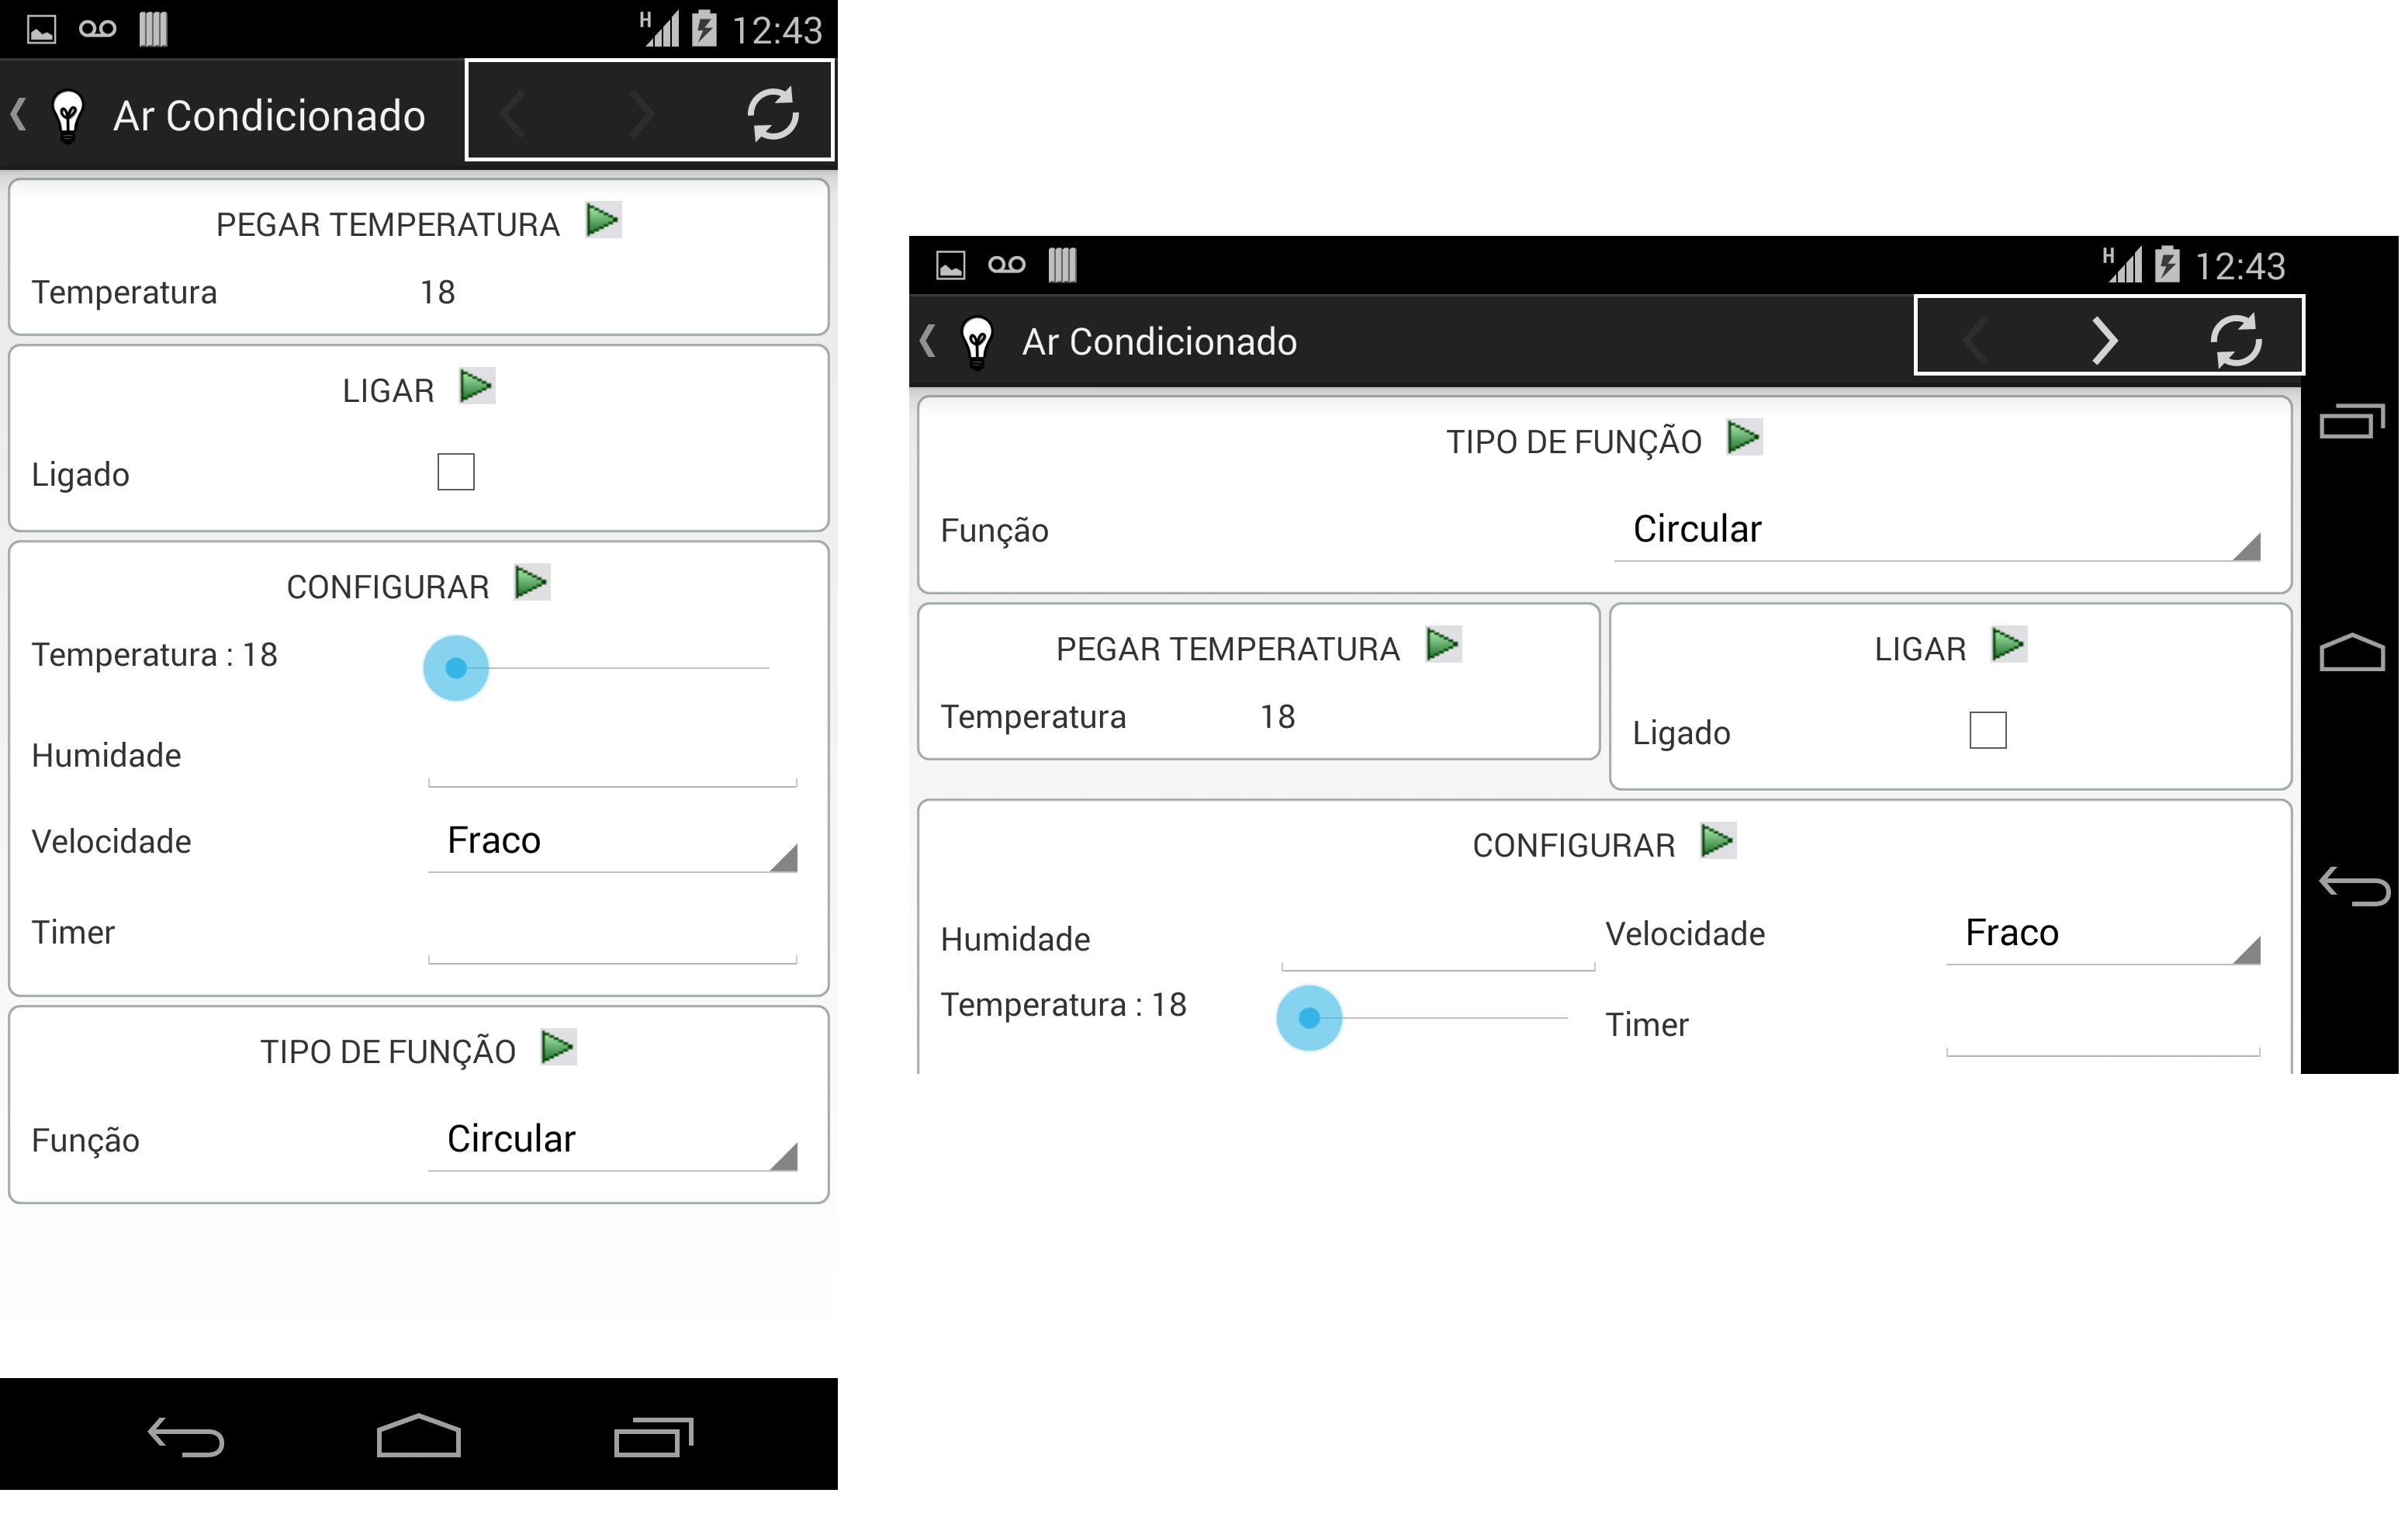 H 12:43
Ar Condicionado
PEGAR TEMPERATURA
Temperatura 18
LIGAR
Ligado
CONFIGURAR
Temperatura : 18
Humidade
Velocidade Fraco
Timer
TIPO DE FUNÇÃO
Função Circular
H 12:43
Ar Condicionado
TIPO DE FUNÇÃO
Função Circular
PEGAR TEMPERATURA LIGAR
Temperatura 18 Ligado
CONFIGURAR
Humidade Velocidade Fraco
Temperatura : 18 Timer